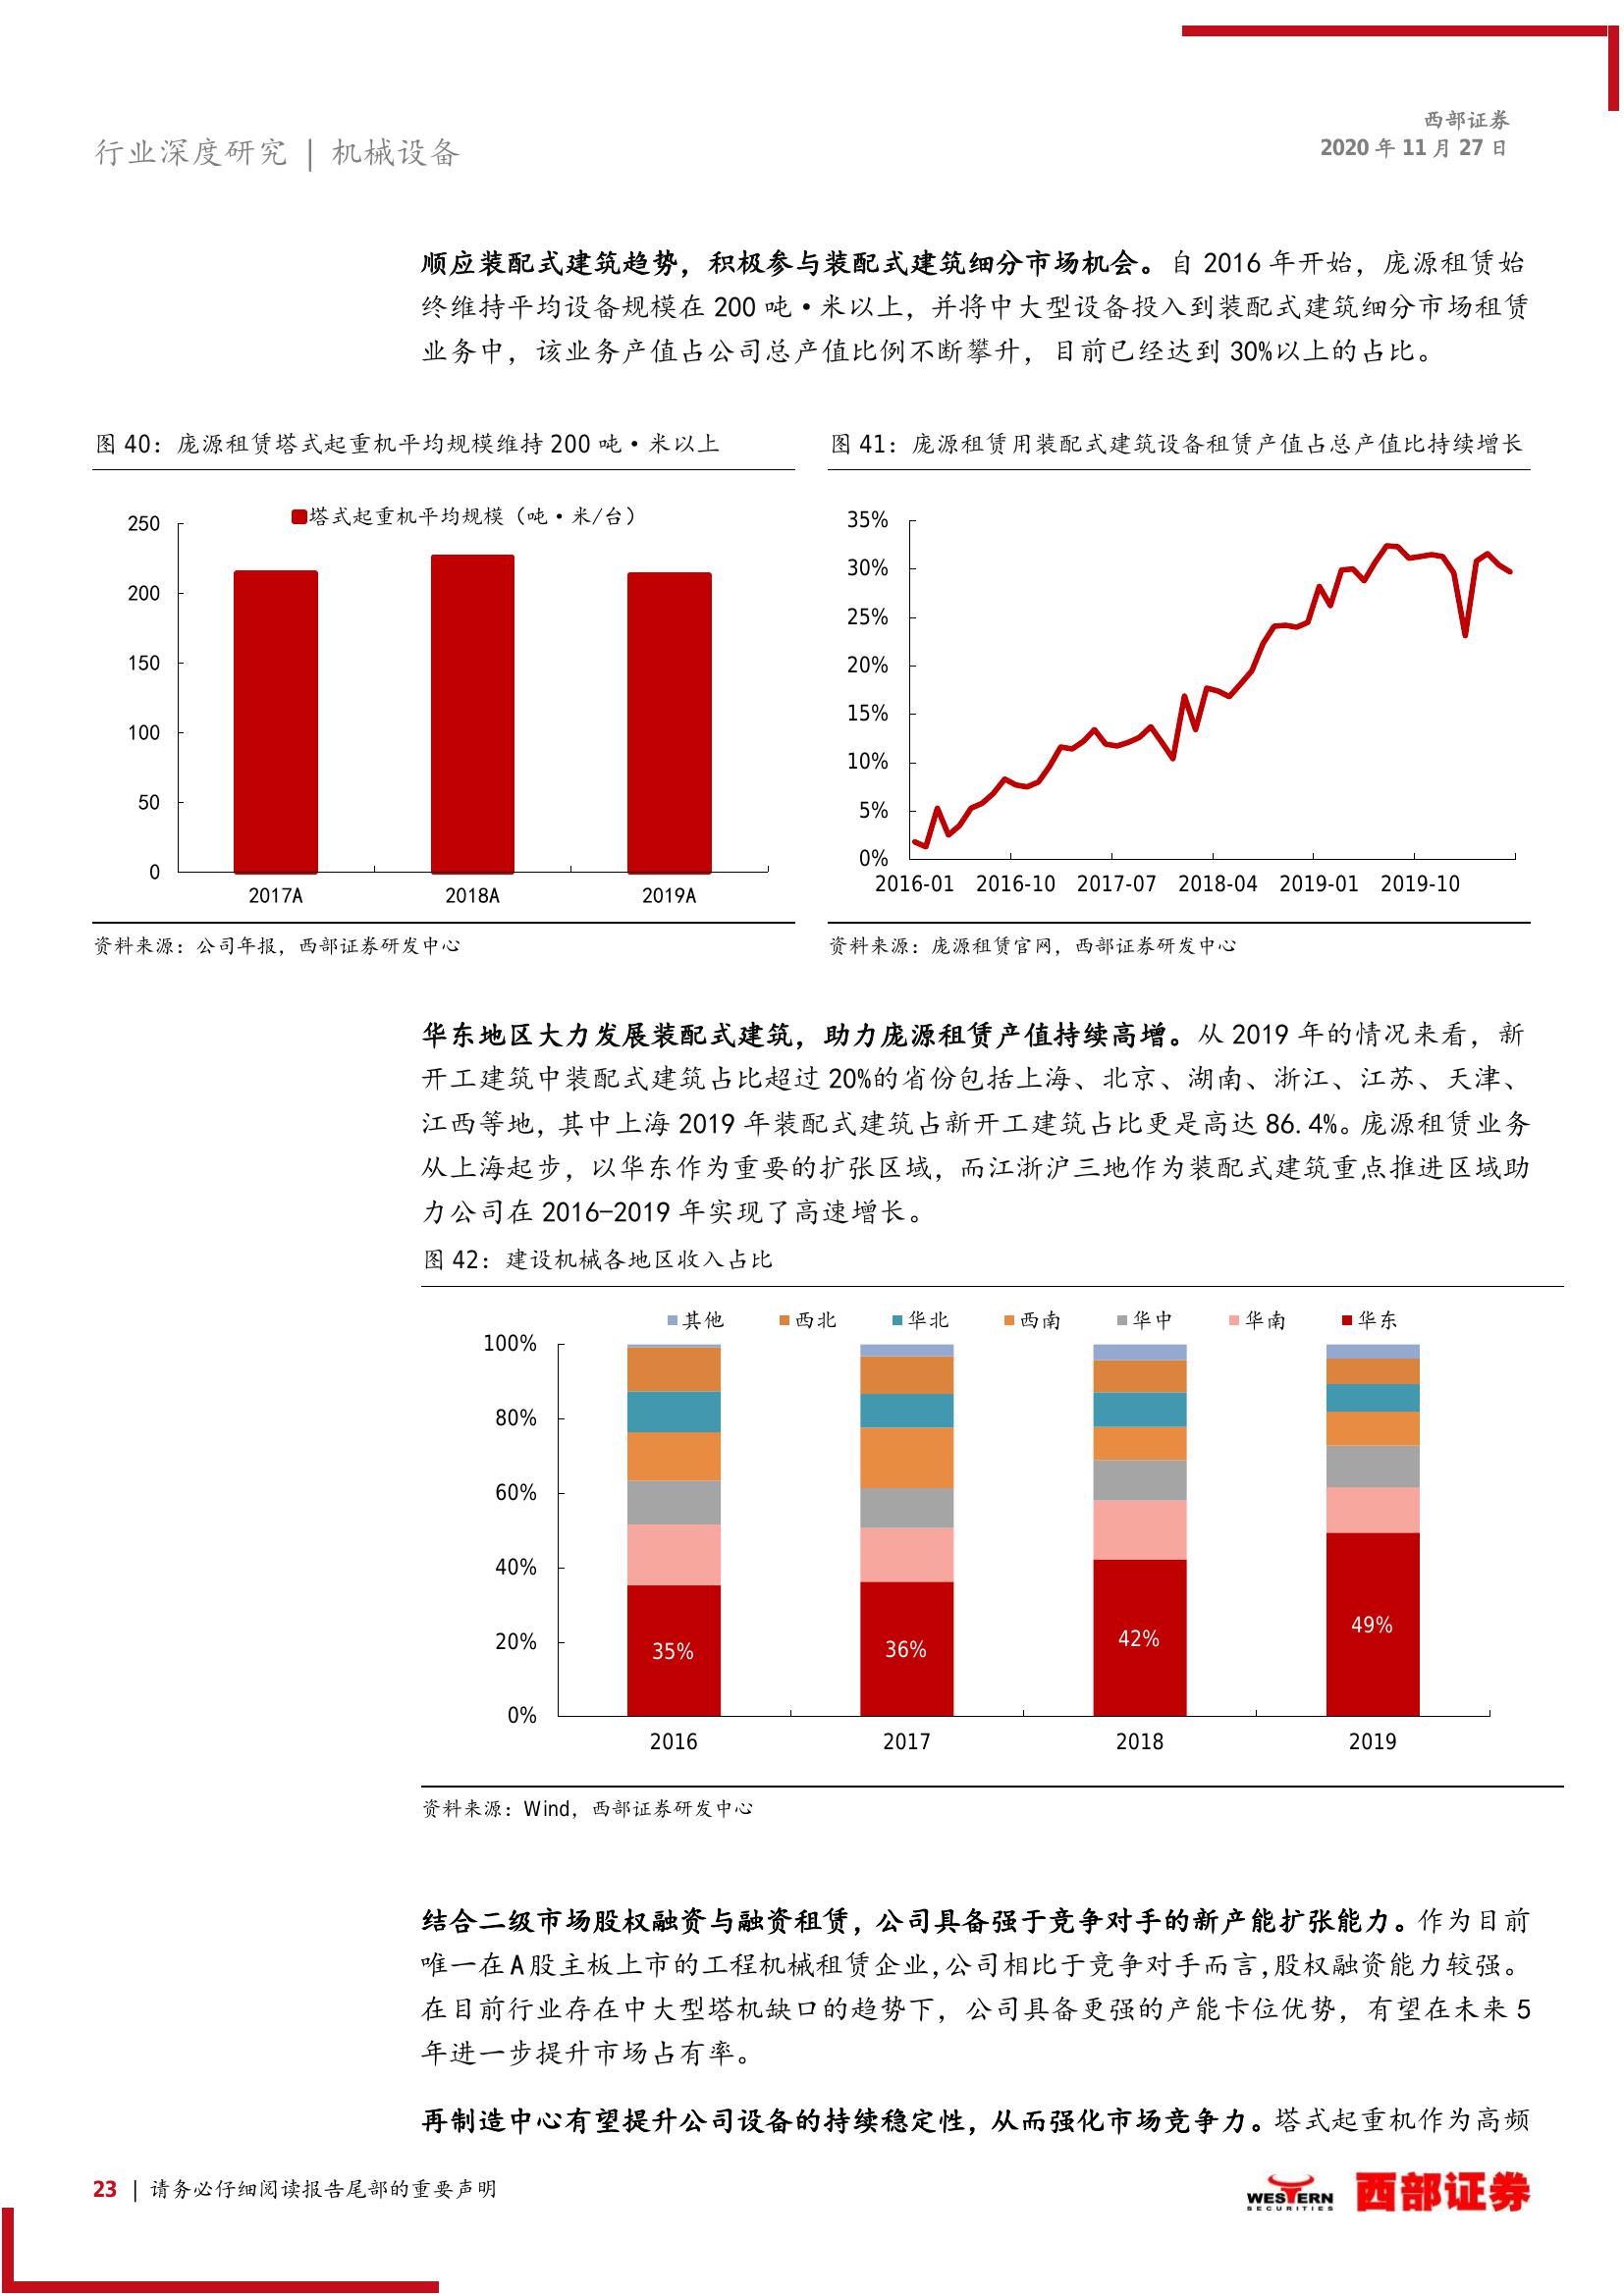 行业深度研究 | 机械设备
西部证券
2020 年 11 月 27 日
顺应装配式建筑趋势，积极参与装配式建筑细分市场机会。自 2016 年开始，庞源租赁始
终维持平均设备规模在 200 吨·米以上，并将中大型设备投入到装配式建筑细分市场租赁
业务中，该业务产值占公司总产值比例不断攀升，目前已经达到 30%以上的占比。
图 40：庞源租赁塔式起重机平均规模维持 200 吨·米以上
塔式起重机平均规模（吨·米/台）
250
200
150
100
50
0
2017A 2018A 2019A
资料来源：公司年报，西部证券研发中心
图 41：庞源租赁用装配式建筑设备租赁产值占总产值比持续增长
35%
30%
25%
20%
15%
10%
5%
0%
2016-01 2016-10 2017-07 2018-04 2019-01 2019-10
资料来源：庞源租赁官网，西部证券研发中心
华东地区大力发展装配式建筑，助力庞源租赁产值持续高增。从 2019 年的情况来看，新
开工建筑中装配式建筑占比超过 20%的省份包括上海、北京、湖南、浙江、江苏、天津、
江西等地，其中上海 2019 年装配式建筑占新开工建筑占比更是高达 86.4%。庞源租赁业务
从上海起步，以华东作为重要的扩张区域，而江浙沪三地作为装配式建筑重点推进区域助
力公司在 2016-2019 年实现了高速增长。
图 42：建设机械各地区收入占比
其他 西北 华北 西南 华中 华南 华东
100%
80%
60%
40%
20%
0%
35% 36% 42% 49%
2016 2017 2018 2019
资料来源：Wind，西部证券研发中心
结合二级市场股权融资与融资租赁，公司具备强于竞争对手的新产能扩张能力。作为目前
唯一在 A 股主板上市的工程机械租赁企业，公司相比于竞争对手而言，股权融资能力较强。
在目前行业存在中大型塔机缺口的趋势下，公司具备更强的产能卡位优势，有望在未来 5
年进一步提升市场占有率。
再制造中心有望提升公司设备的持续稳定性，从而强化市场竞争力。塔式起重机作为高频
23 | 请务必仔细阅读报告尾部的重要声明
WESTERN
SECURITIES
西部证券